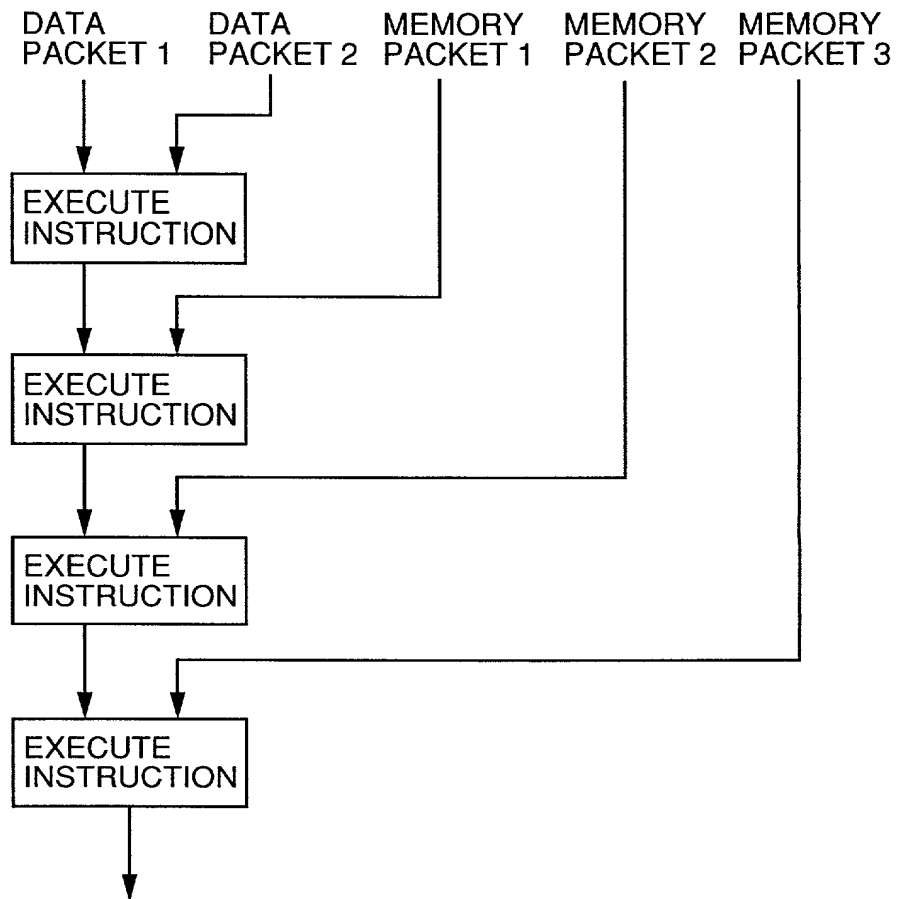 DATA PACKET 1
DATA PACKET 2
MEMORY PACKET 1
MEMORY PACKET 2
MEMORY PACKET 3
EXECUTE
INSTRUCTION
EXECUTE
INSTRUCTION
EXECUTE
INSTRUCTION
EXECUTE
INSTRUCTION